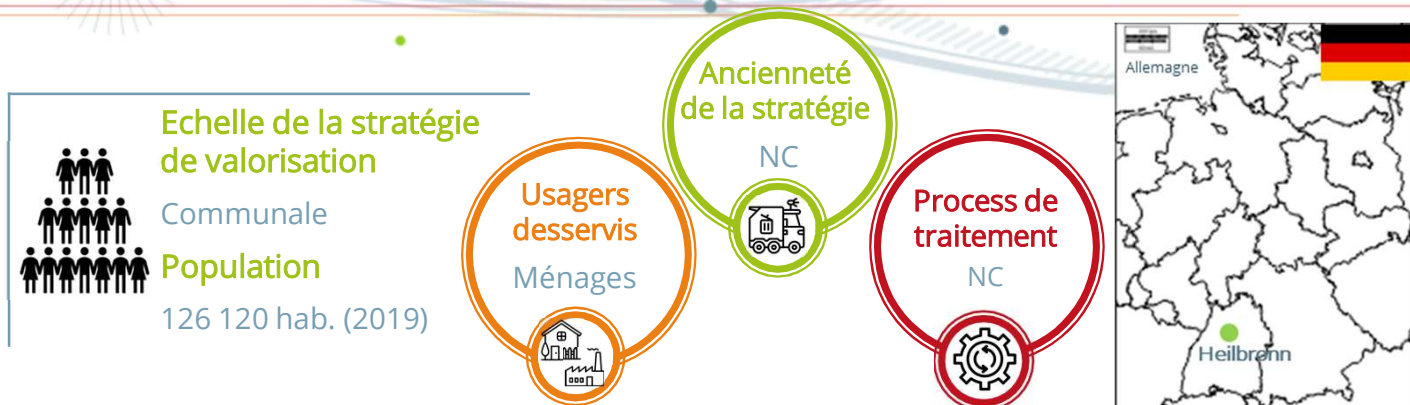 Echelle de la stratégie
de valorisation
Communale
Population
126 120 hab. (2019)
Usagers
desservis
Ménages
Ancienneté
de la stratégie
NC
Process de
traitement
NC
Allemagne
Heilbronn